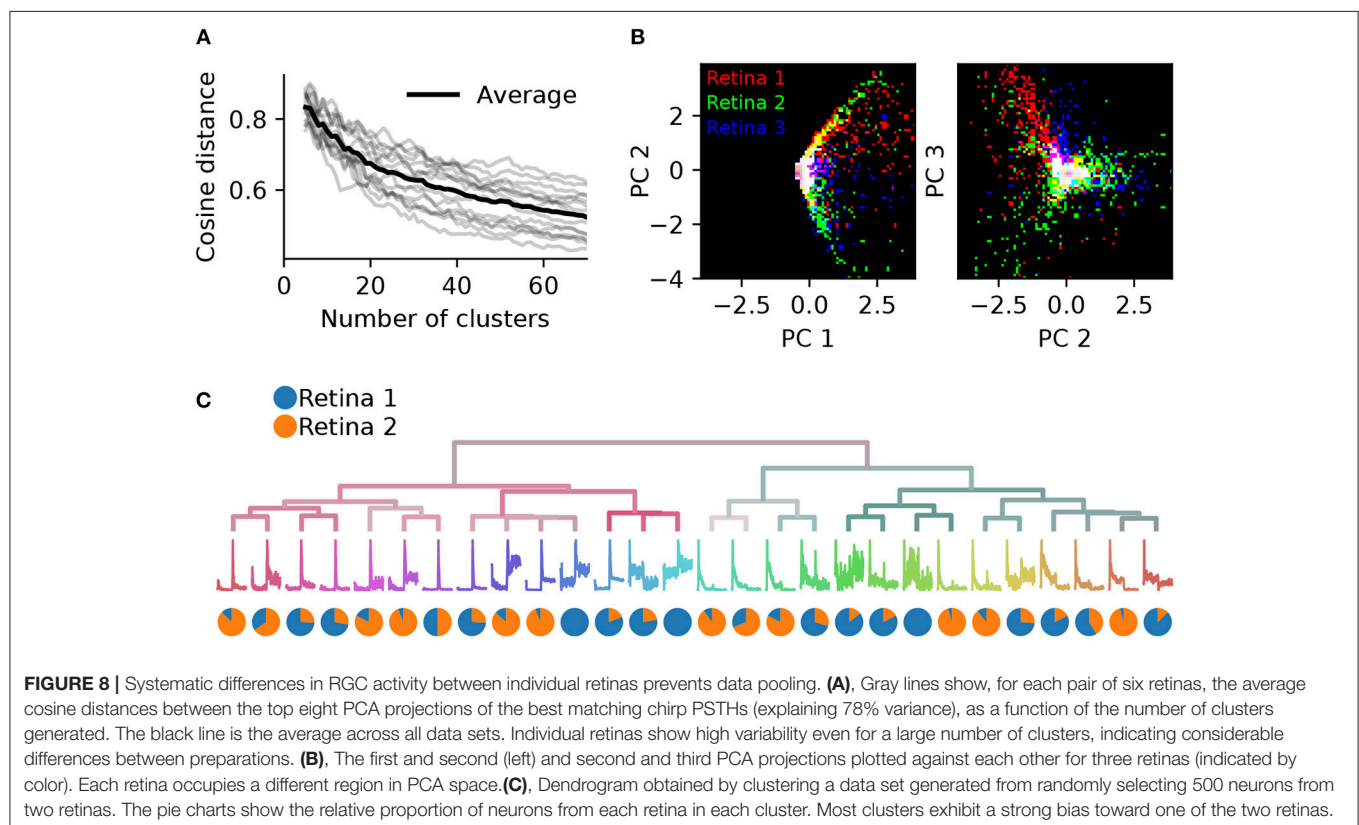 A
B
Cosine distance
0.8
0.6
Average
0
20
40
60
Number of clusters
Retina 1
Retina 2
Retina 3
PC 2
2
0
−2
−4
−2.5
0.0
2.5
PC 1
PC 3
−2.5
0.0
2.5
PC 2
C
Retina 1
Retina 2
FIGURE 8 | Systematic differences in RGC activity between individual retinas prevents data pooling. (A), Gray lines show, for each pair of six retinas, the average
cosine distances between the top eight PCA projections of the best matching chirp PSTHs (explaining 78% variance), as a function of the number of clusters
generated. The black line is the average across all data sets. Individual retinas show high variability even for a large number of clusters, indicating considerable
differences between preparations. (B), The first and second (left) and second and third PCA projections plotted against each other for three retinas (indicated by
color). Each retina occupies a different region in PCA space.(C), Dendrogram obtained by clustering a data set generated from randomly selecting 500 neurons from
two retinas. The pie charts show the relative proportion of neurons from each retina in each cluster. Most clusters exhibit a strong bias toward one of the two retinas.